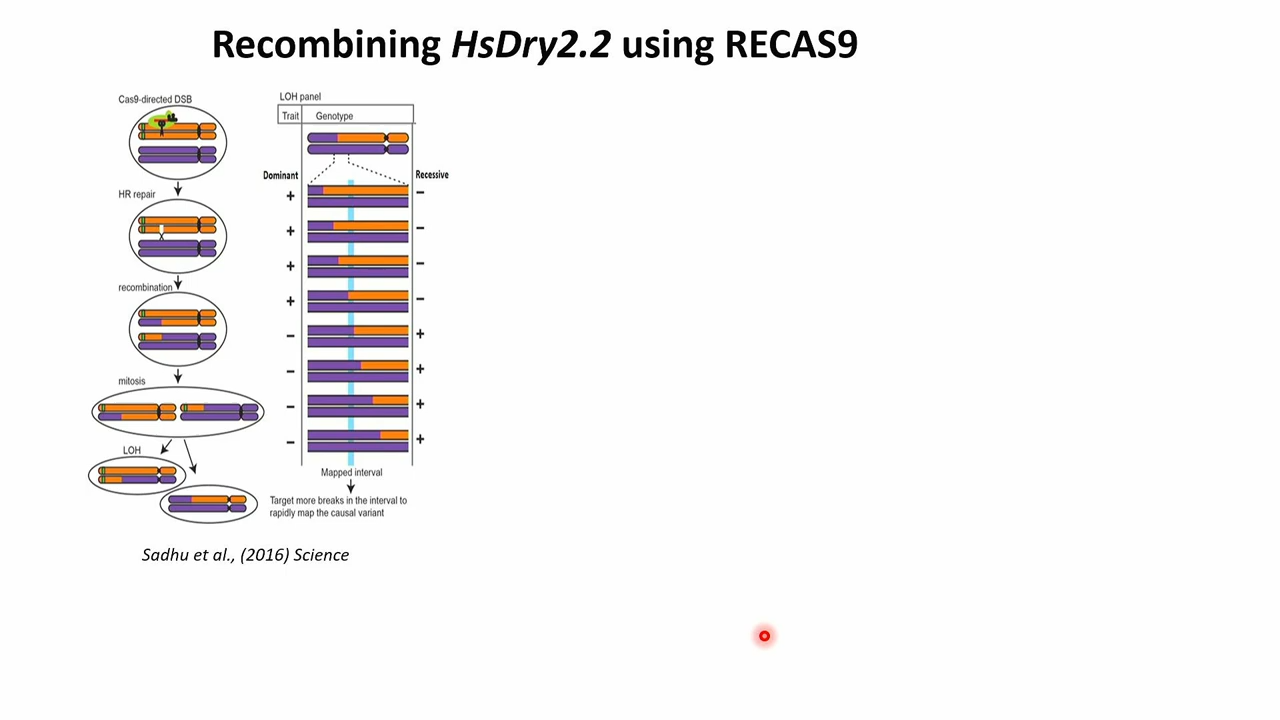 Recombining HsDry2.2 using RECAS9
Cas9-directed DSB
HR repair
recombination
mitosis
LOH
LOH panel
Trait Genotype
Dominant
Recessive
+ −
+ −
+ −
+ −
− +
− +
− +
− +
Mapped interval
Target more breaks in the interval to
rapidly map the causal variant
Sadhu et al., (2016) Science